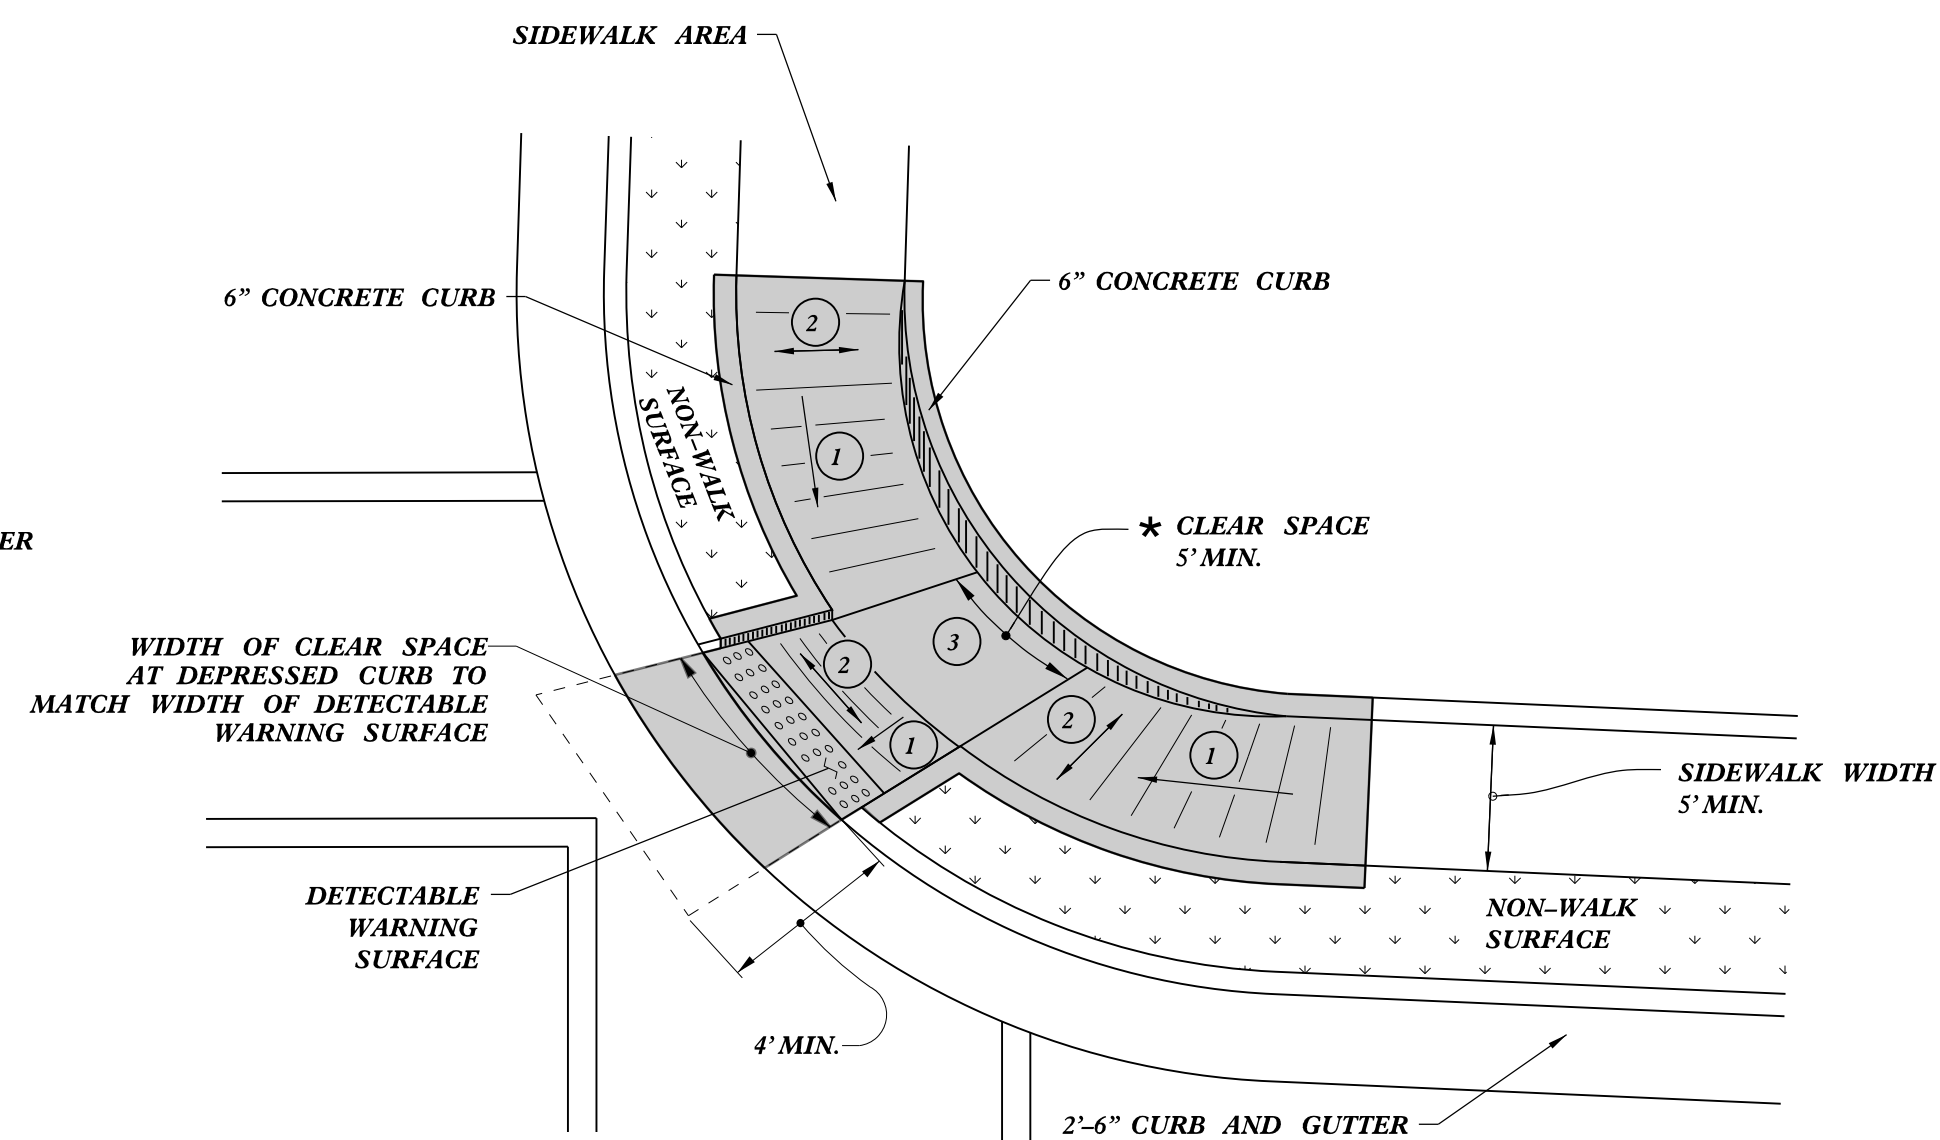 SIDEWALK AREA
6” CONCRETE CURB
6” CONCRETE CURB
2
1
NON–WALK
SURFACE
* CLEAR SPACE
5’ MIN.
ER
WIDTH OF CLEAR SPACE
AT DEPRESSED CURB TO
MATCH WIDTH OF DETECTABLE
WARNING SURFACE
3
2
1
2
1
SIDEWALK WIDTH
5’ MIN.
DETECTABLE
WARNING
SURFACE
NON–WALK
SURFACE
4’ MIN.
2’–6” CURB AND GUTTER